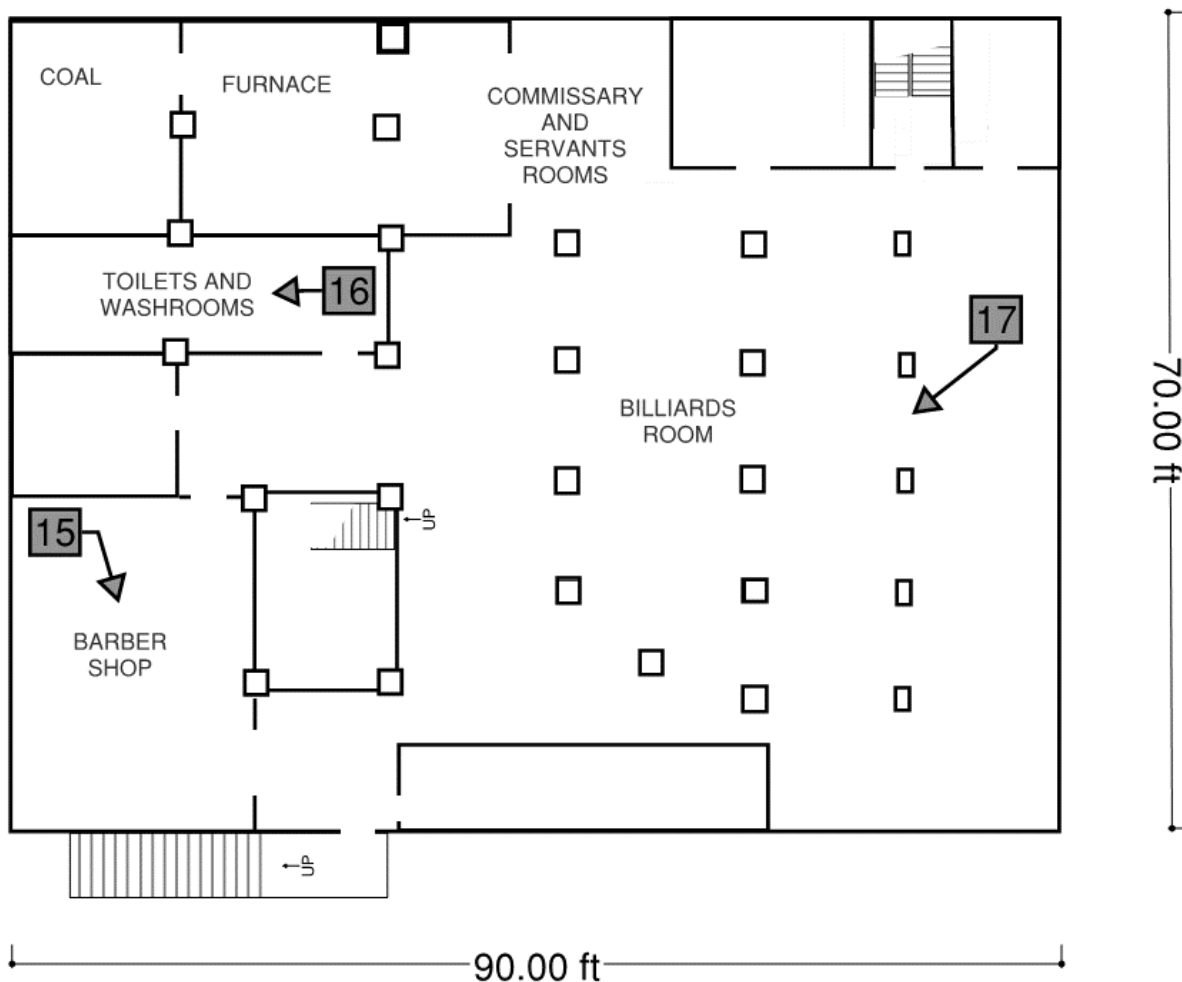 COAL
FURNACE
COMMISSARY
AND
SERVANTS
ROOMS
TOILETS AND
WASHROOMS
16
17
BILLIARDS
ROOM
15
UP
BARBER
SHOP
UP
70.00 ft
90.00 ft